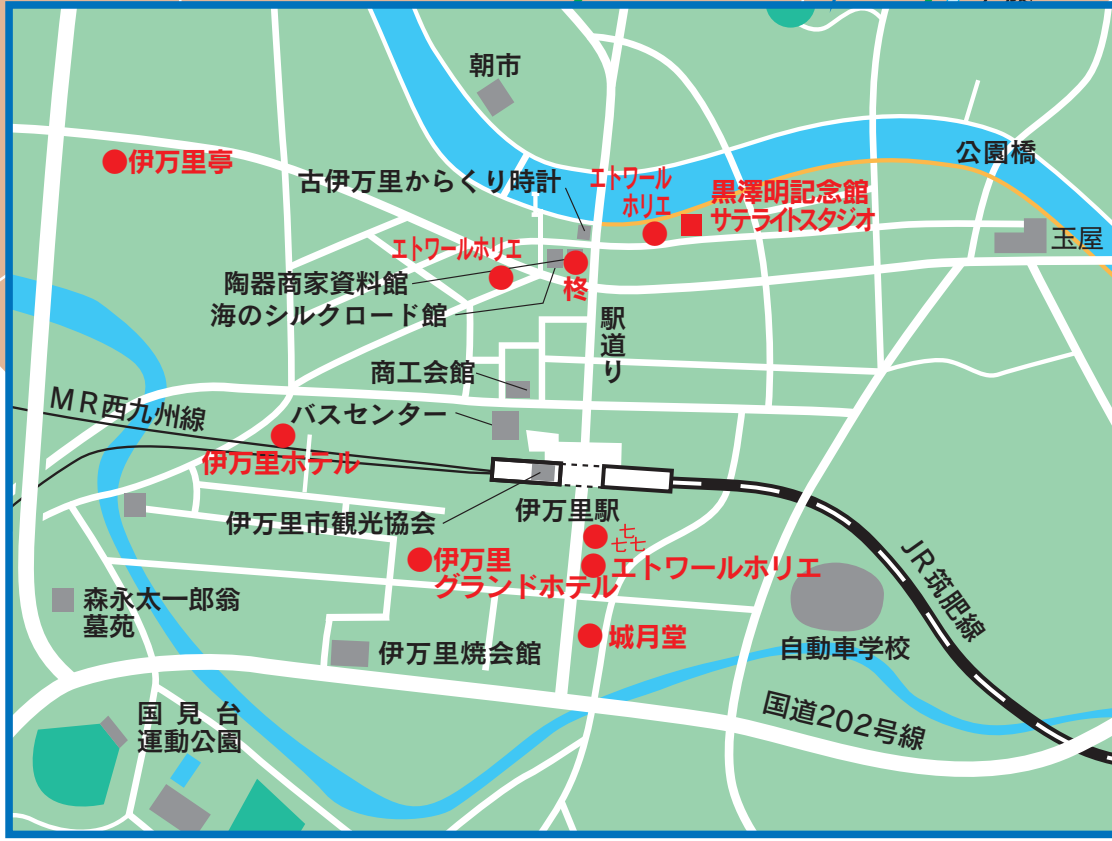 朝市
伊万里亭
公園橋
古伊万里からくり時計
エトワール
ホリエ
黒澤明記念館
サテライトスタジオ
玉屋
エトワールホリエ
陶器商家資料館
柊
海のシルクロード館
駅道り
商工会館
MR西九州線
バスセンター
伊万里ホテル
伊万里市観光協会
伊万里駅
七
七七
伊万里
グランドホテル
エトワールホリエ
JR筑肥線
森永太一郎翁
墓苑
城月堂
自動車学校
伊万里焼会館
国見台
運動公園
国道202号線